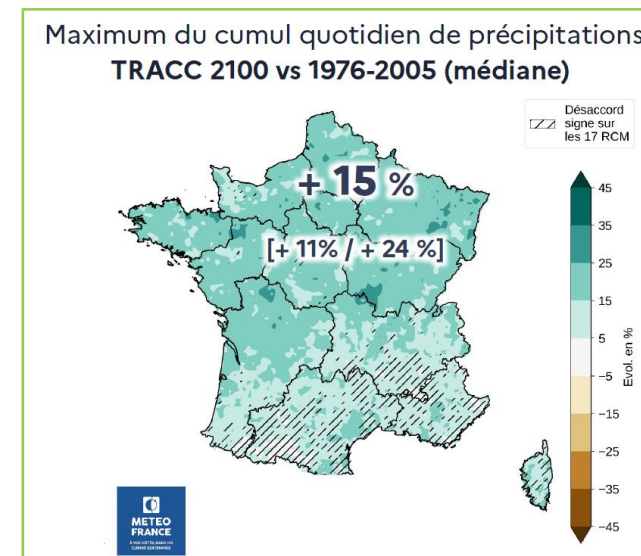 Maximum du cumul quotidien de précipitations
TRACC 2100 vs 1976-2005 (médiane)
Désaccord
signe sur
les 17 RCM
+ 15 %
[+ 11% / + 24 %]
45
35
25
15
5
−5
−15
−25
−35
−45
Evol. en %
METEO
FRANCE